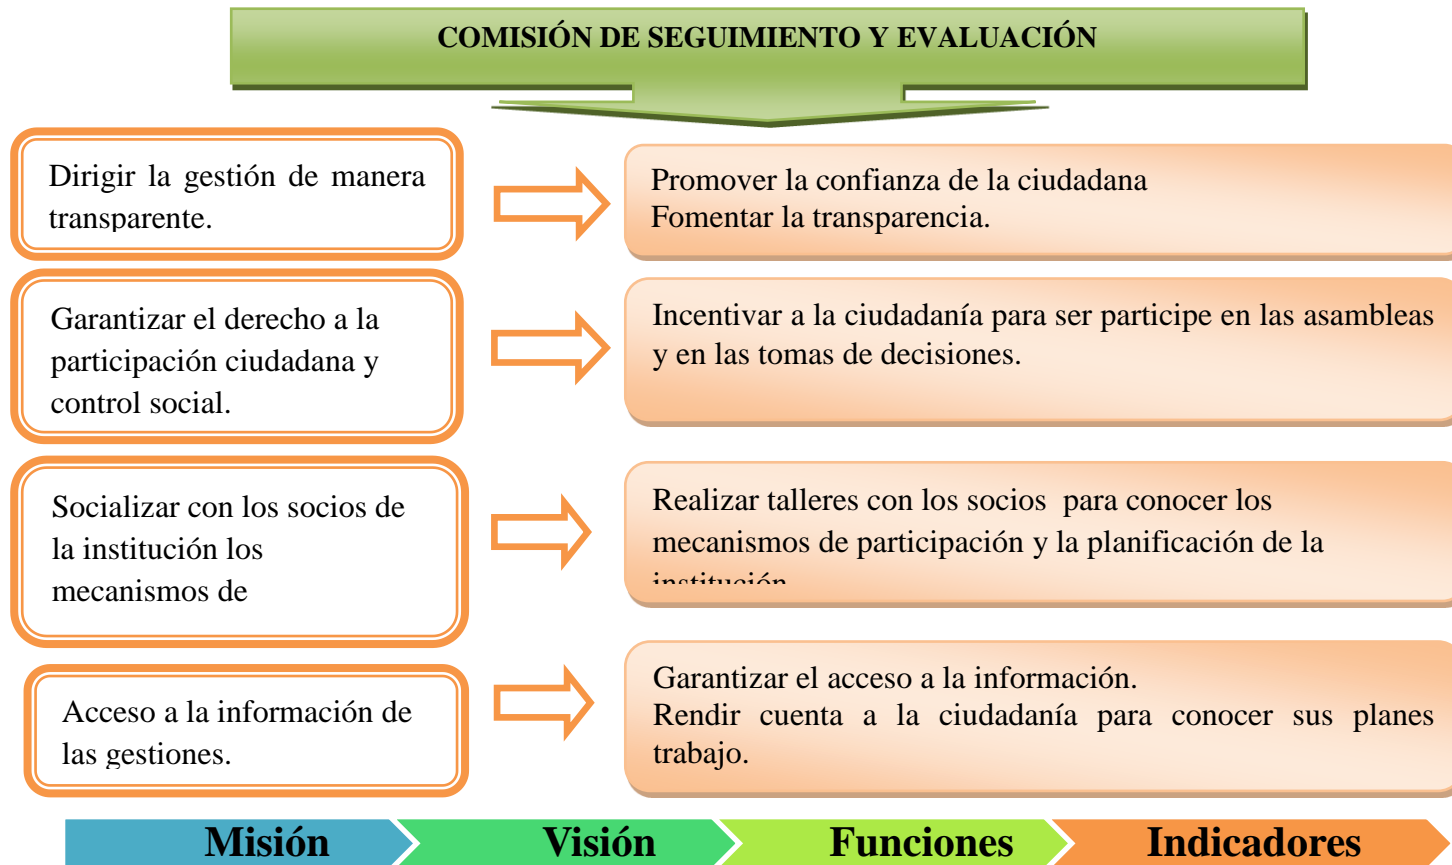 COMISIÓN DE SEGUIMIENTO Y EVALUACIÓN
Dirigir la gestión de manera
transparente.
Promover la confianza de la ciudadana
Fomentar la transparencia.
Garantizar el derecho a la
participación ciudadana y
control social.
Incentivar a la ciudadanía para ser participe en las asambleas
y en las tomas de decisiones.
Socializar con los socios de
la institución los
mecanismos de
Realizar talleres con los socios para conocer los
mecanismos de participación y la planificación de la
institución
Acceso a la información de
las gestiones.
Garantizar el acceso a la información.
Rendir cuenta a la ciudadanía para conocer sus planes
trabajo.
Misión Visión Funciones Indicadores